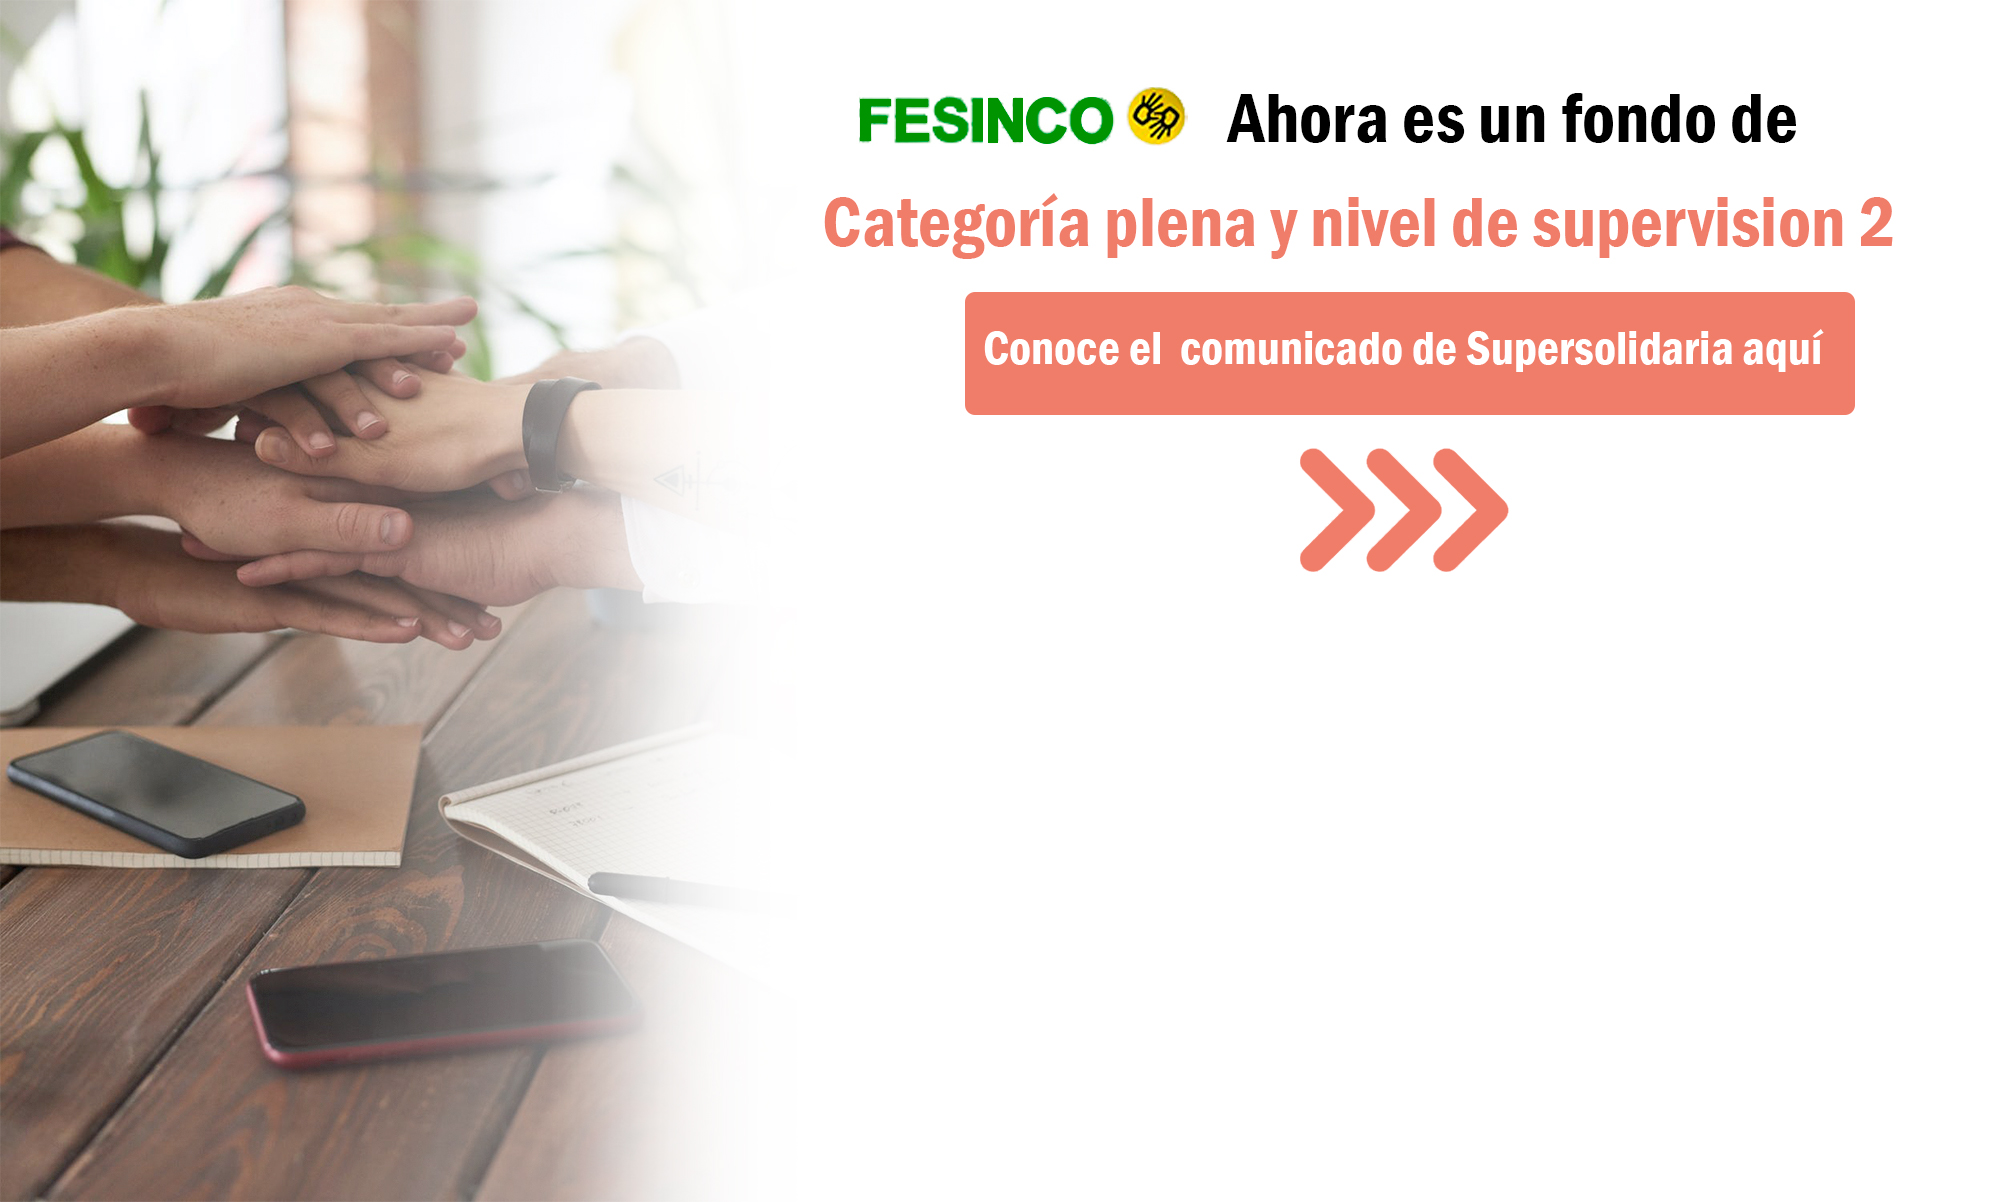 FESINCO Ahora es un fondo de
Categoría plena y nivel de supervision 2
Conoce el comunicado de Supersolidaria aquí